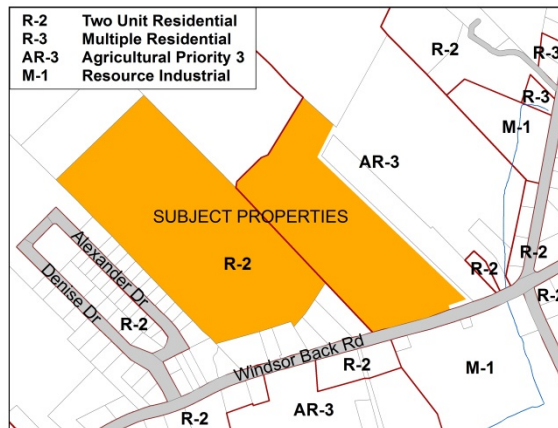 R-2 Two Unit Residential
R-3 Multiple Residential
AR-3 Agricultural Priority 3
M-1 Resource Industrial
R-2
R-3
R-3
M-1
AR-3
SUBJECT PROPERTIES
R-2
R-2
R-2
R-2
Alexander Dr
Denise Dr
R-2
Windsor Back Rd
R-2
M-1
AR-3
R-2